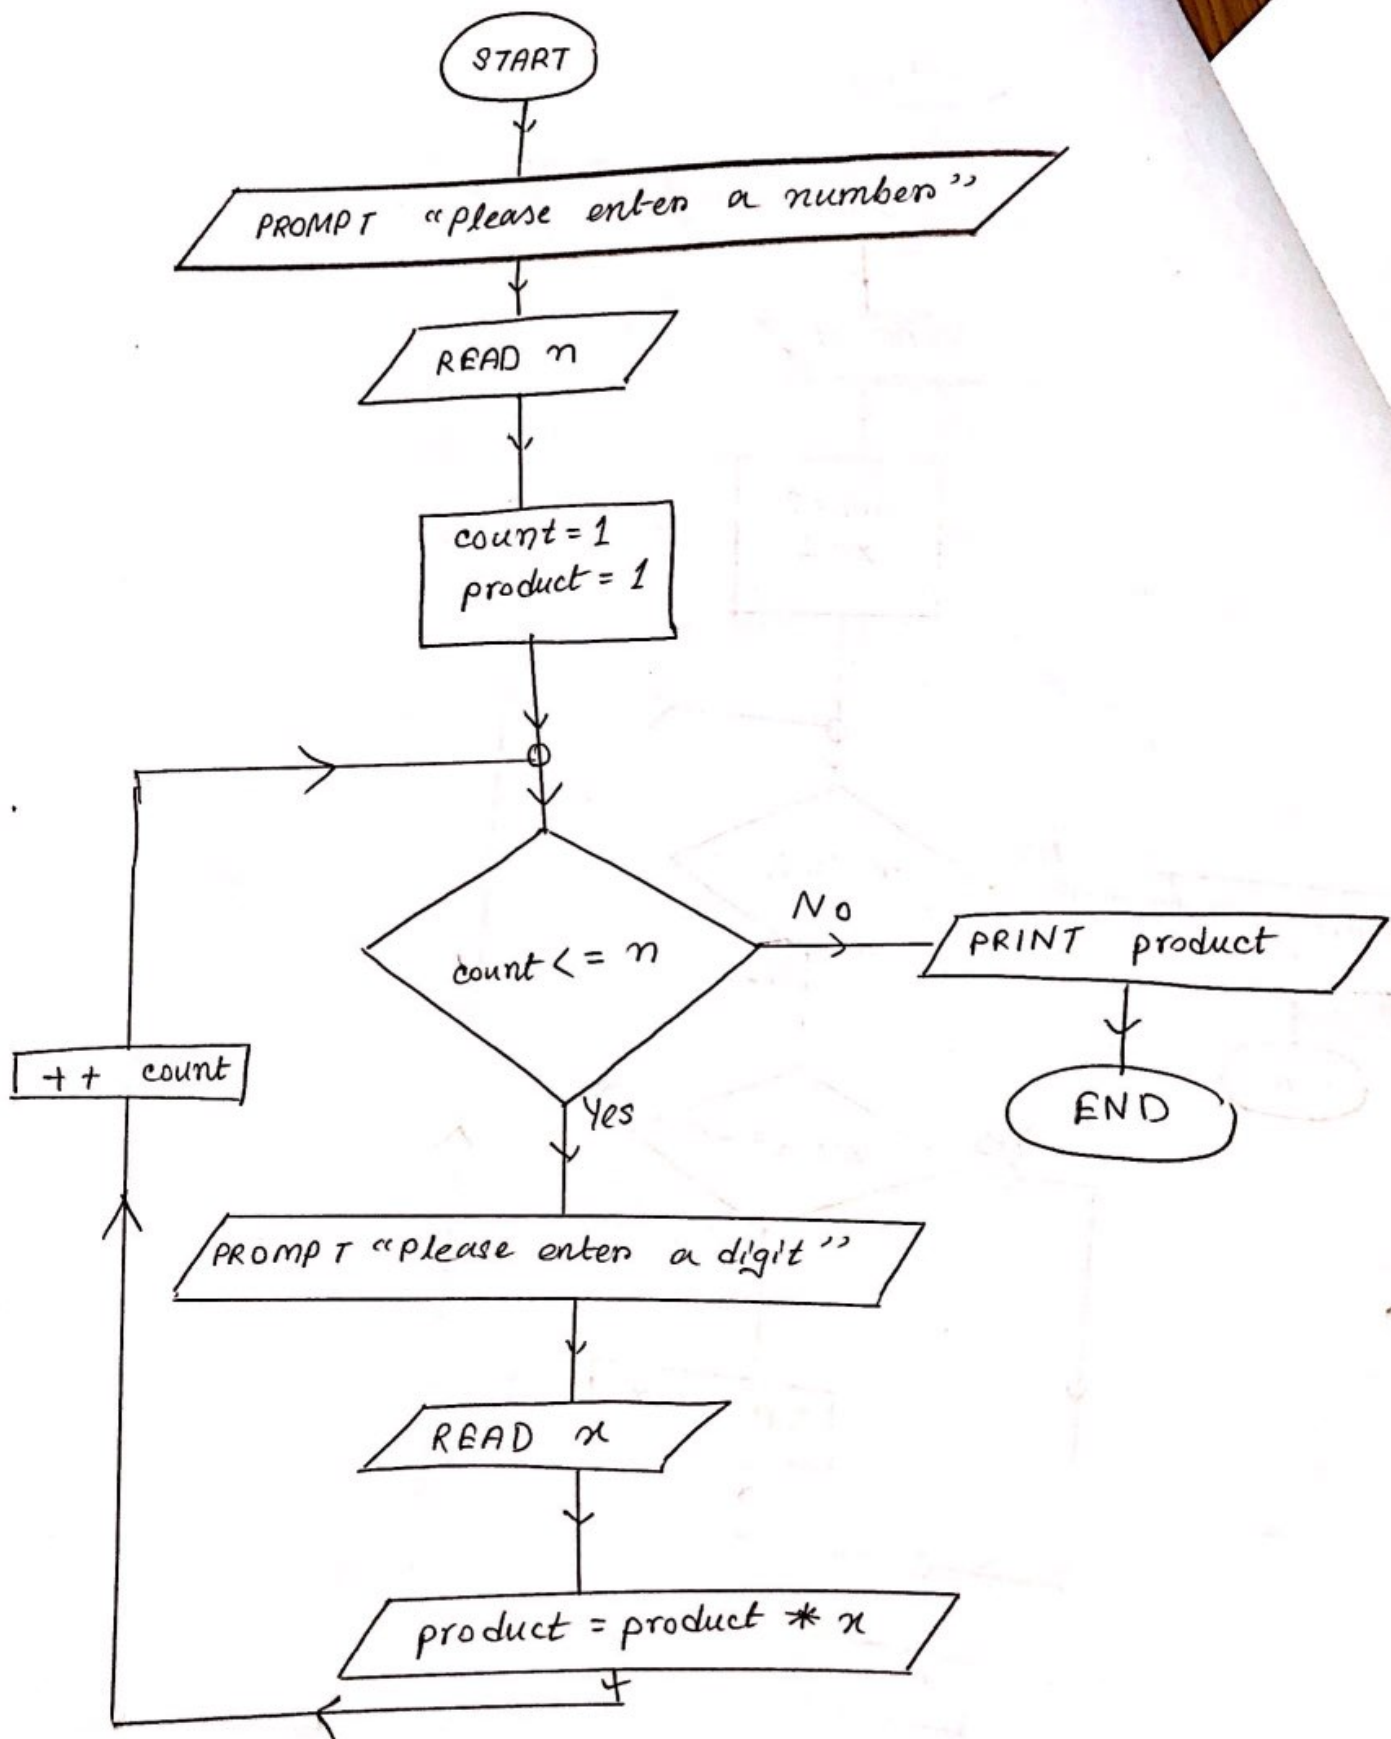 START
PROMPT "Please enter a number"
READ n
count = 1
product = 1
count <= n
No
PRINT product
END
Yes
++ count
PROMPT "Please enter a digit"
READ x
product = product * x